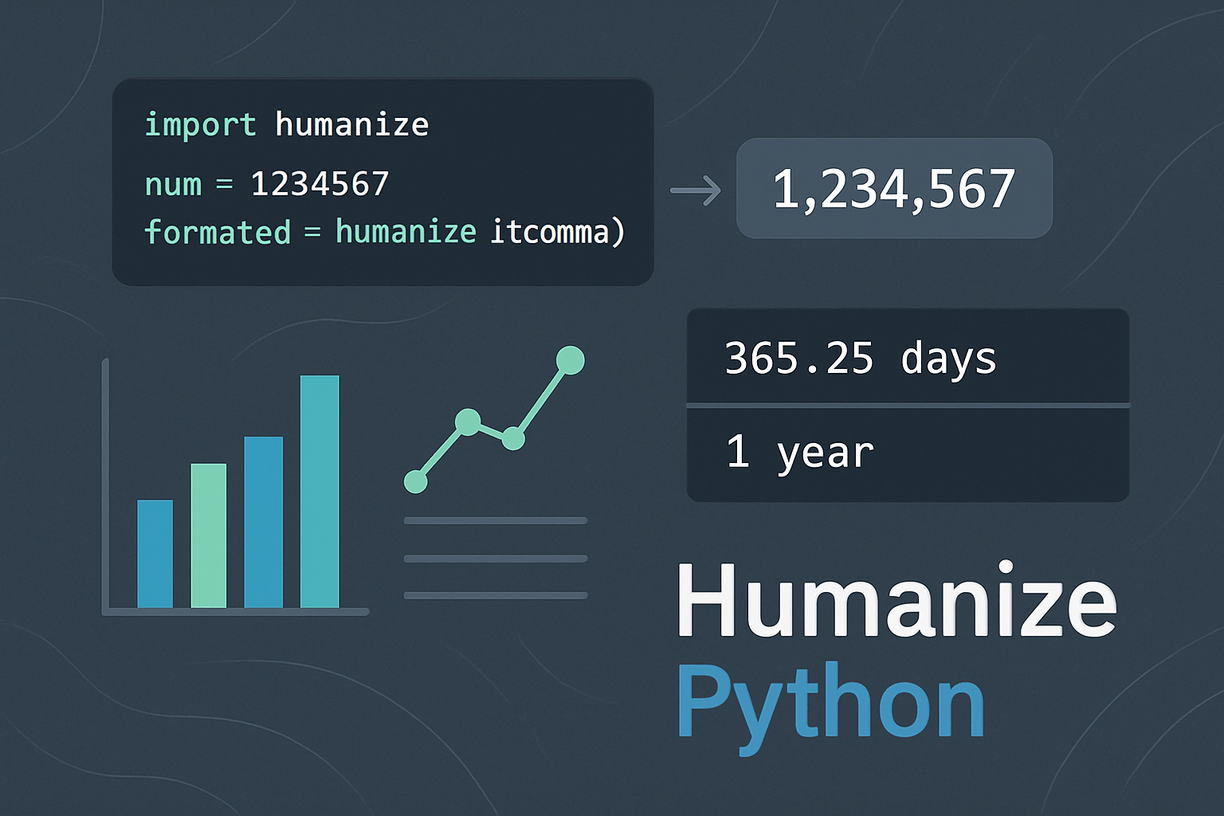 import humanize
num = 1234567
formated = humanize itcomma)
1,234,567
365.25 days
1 year
Humanize
Python